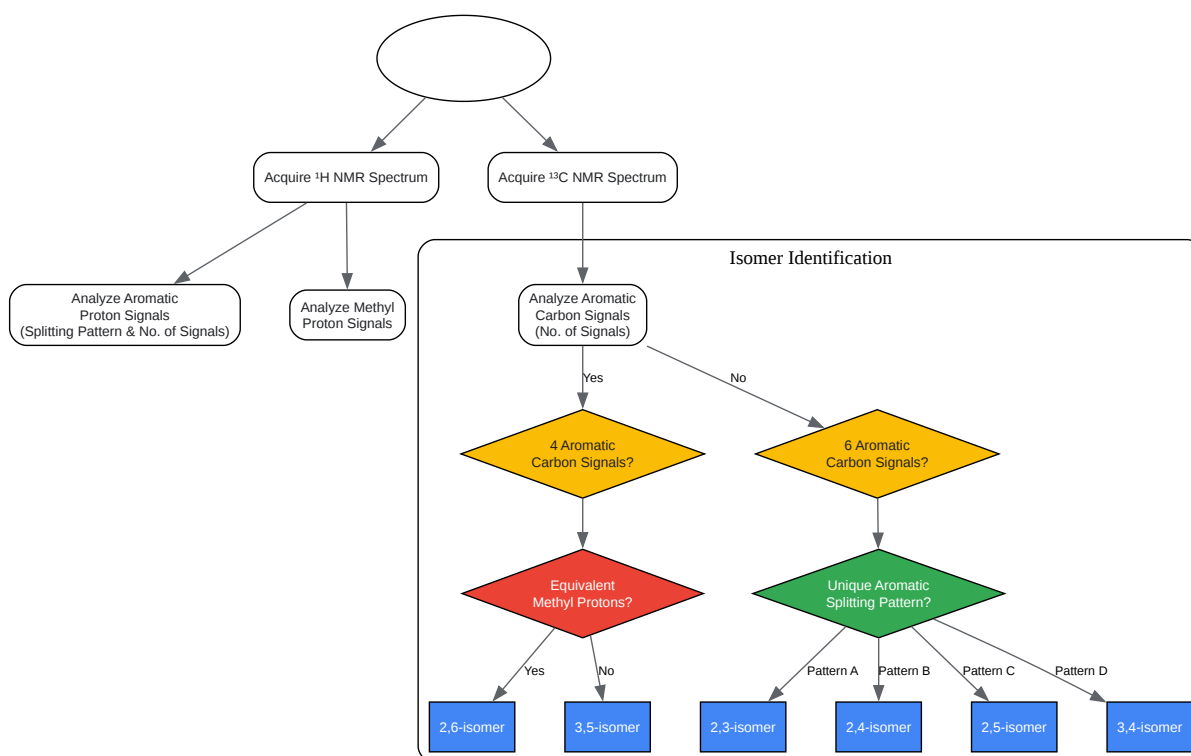 Acquire ¹H NMR Spectrum
Acquire ¹³C NMR Spectrum
Isomer Identification
Analyze Aromatic
Proton Signals
(Splitting Pattern & No. of Signals)
Analyze Methyl
Proton Signals
Analyze Aromatic
Carbon Signals
(No. of Signals)
Yes
No
4 Aromatic
Carbon Signals?
6 Aromatic
Carbon Signals?
Equivalent
Methyl Protons?
Unique Aromatic
Splitting Pattern?
Yes
No
Pattern A
Pattern B
Pattern C
Pattern D
2,6-isomer
3,5-isomer
2,3-isomer
2,4-isomer
2,5-isomer
3,4-isomer